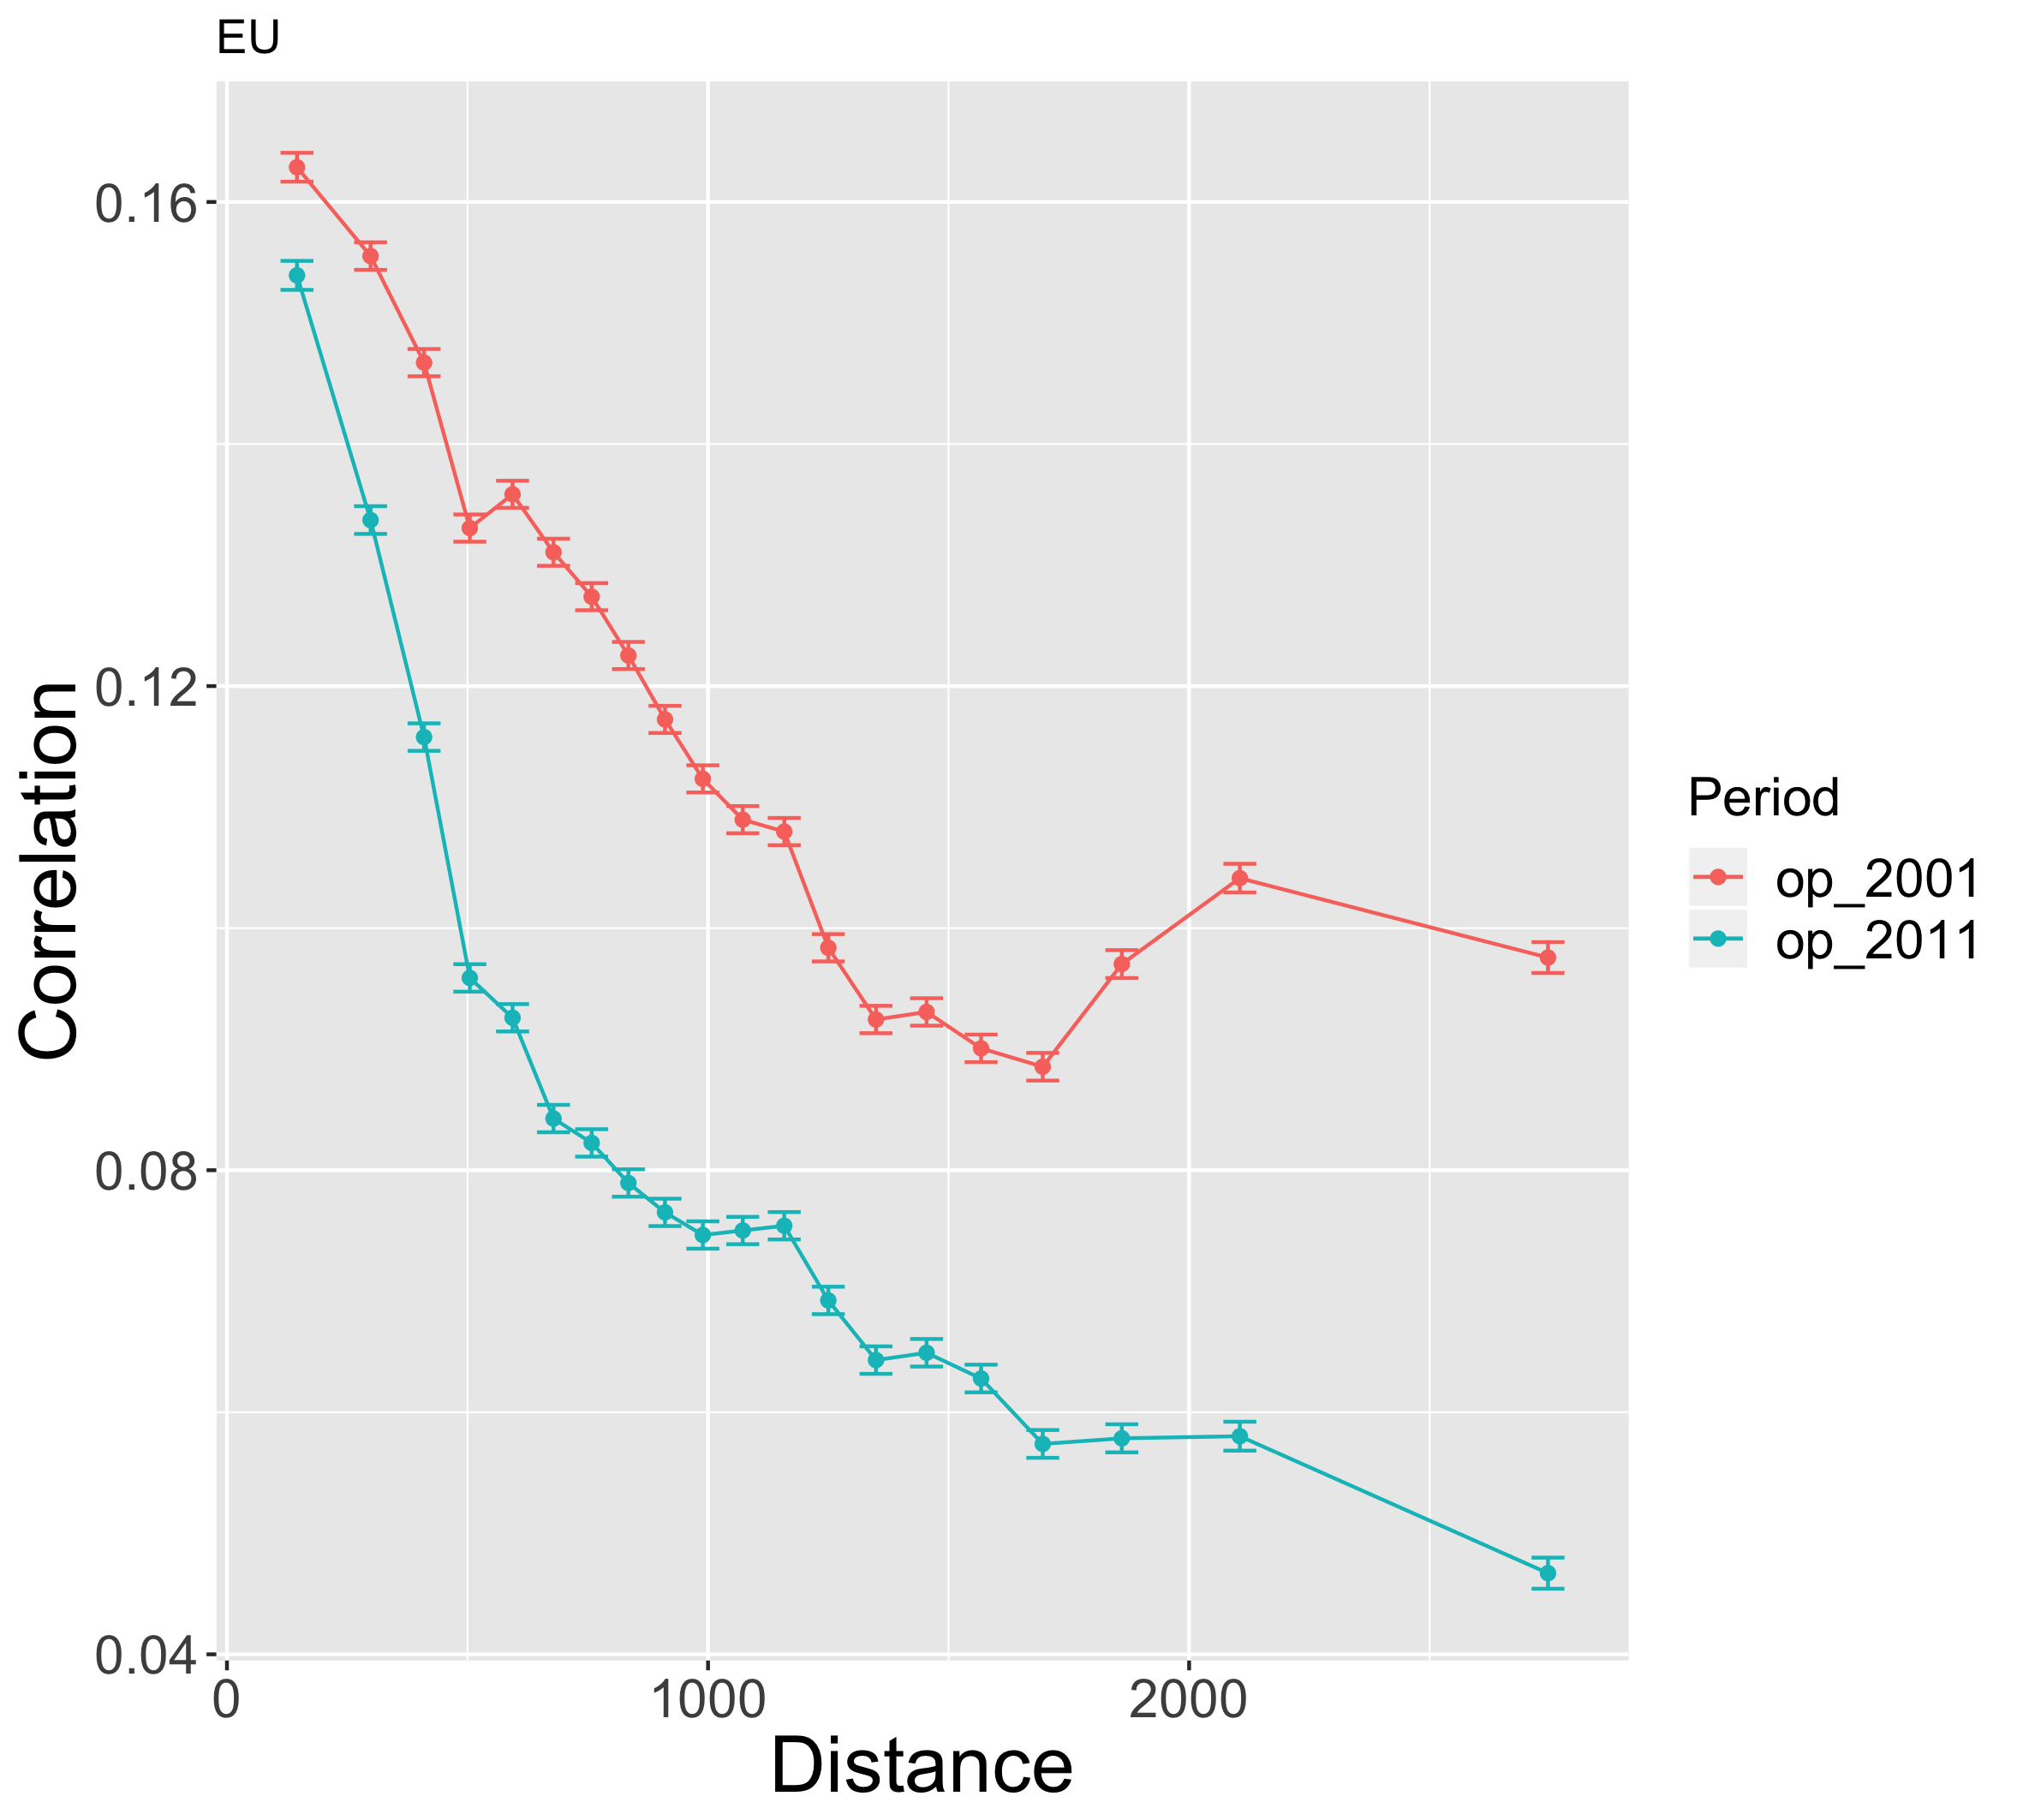 EU
0.16
0.12
0.08
0.04
0 1000 2000
Distance
Correlation
Period
op_2001
op_2011